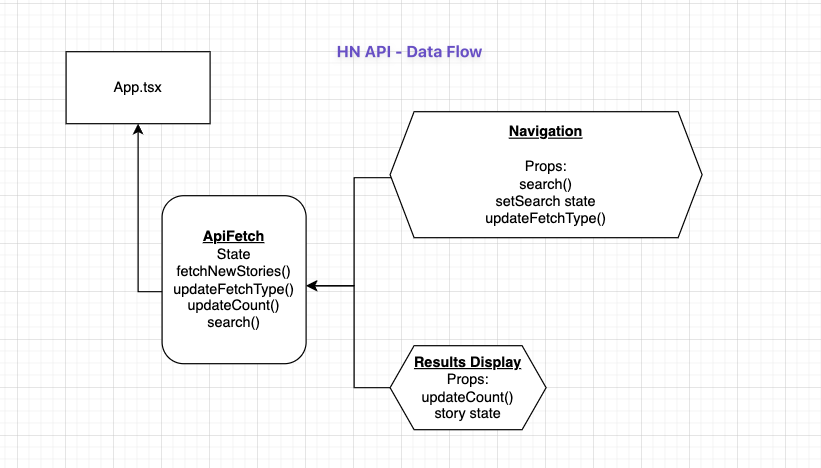 HN API - Data Flow
App.tsx
Navigation
Props:
search()
setSearch state
updateFetchType()
ApiFetch
State
fetchNewStories()
updateFetchType()
updateCount()
search()
Results Display
Props:
updateCount()
story state